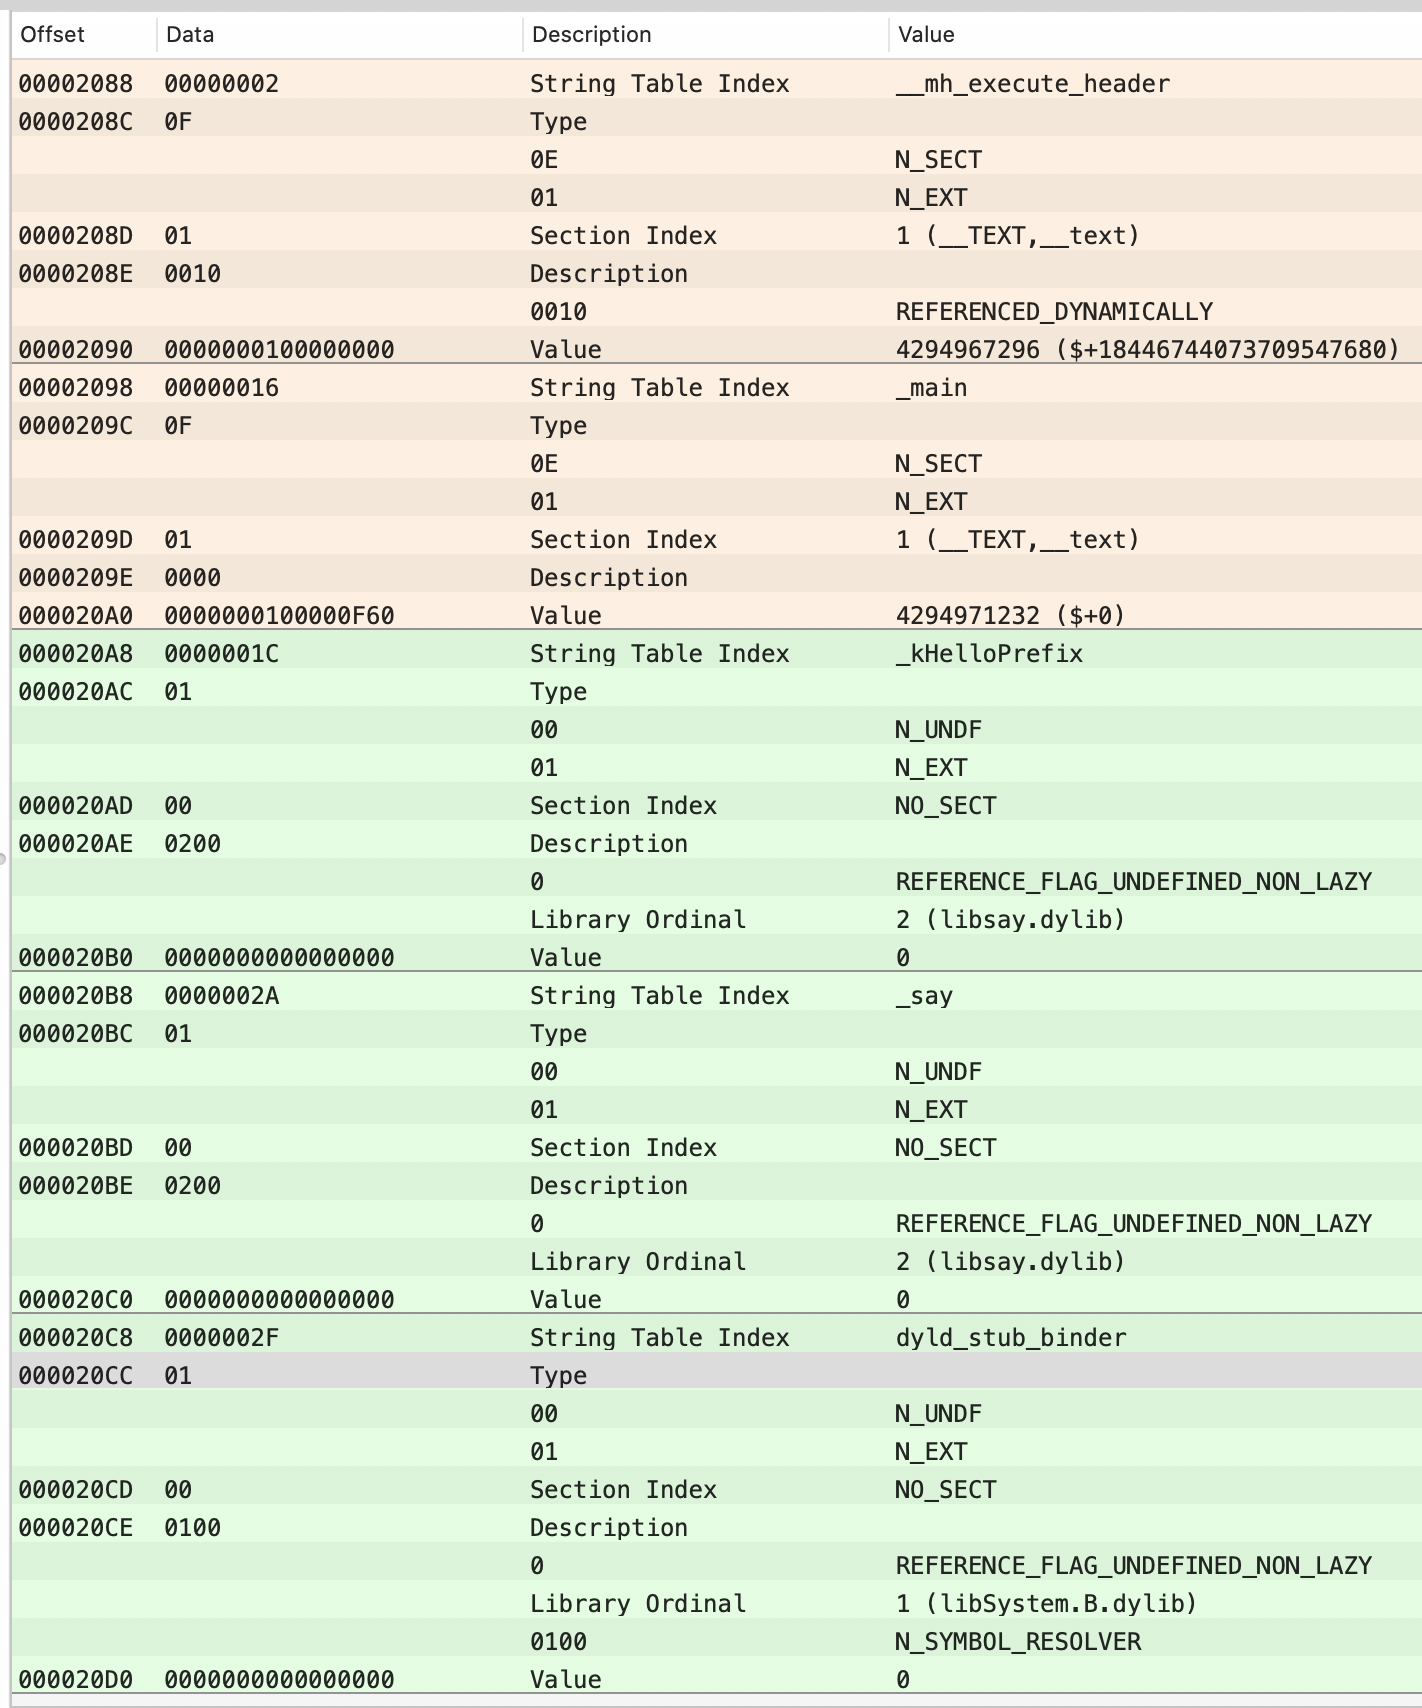 Offset Data Description Value
00002088 00000002 String Table Index __mh_execute_header
0000208C 0F Type
0E N_SECT
01 N_EXT
0000208D 01 Section Index 1 (__TEXT,__text)
0000208E 0010 Description
0010 REFERENCED_DYNAMICALLY
00002090 0000000100000000 Value 4294967296 ($+18446744073709547680)
00002098 00000016 String Table Index _main
0000209C 0F Type
0E N_SECT
01 N_EXT
0000209D 01 Section Index 1 (__TEXT,__text)
0000209E 0000 Description
000020A0 0000000100000F60 Value 4294971232 ($+0)
000020A8 0000001C String Table Index _kHelloPrefix
000020AC 01 Type
00 N_UNDF
01 N_EXT
000020AD 00 Section Index NO_SECT
000020AE 0200 Description
0 REFERENCE_FLAG_UNDEFINED_NON_LAZY
Library Ordinal 2 (libsay.dylib)
000020B0 0000000000000000 Value 0
000020B8 0000002A String Table Index _say
000020BC 01 Type
00 N_UNDF
01 N_EXT
000020BD 00 Section Index NO_SECT
000020BE 0200 Description
0 REFERENCE_FLAG_UNDEFINED_NON_LAZY
Library Ordinal 2 (libsay.dylib)
000020C0 0000000000000000 Value 0
000020C8 0000002F String Table Index dyld_stub_binder
000020CC 01 Type
00 N_UNDF
01 N_EXT
000020CD 00 Section Index NO_SECT
000020CE 0100 Description
0 REFERENCE_FLAG_UNDEFINED_NON_LAZY
Library Ordinal 1 (libSystem.B.dylib)
0100 N_SYMBOL_RESOLVER
000020D0 0000000000000000 Value 0